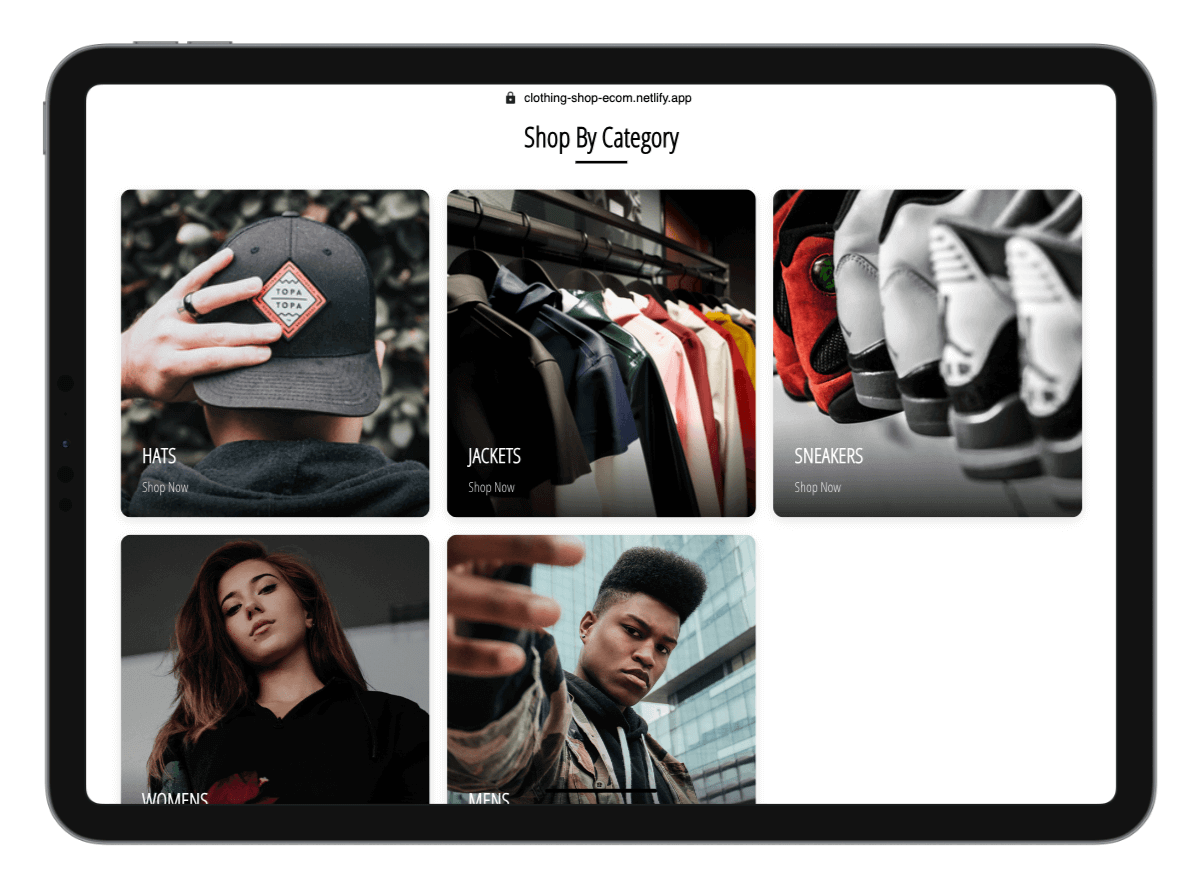 clothing-shop-ecom.netlify.app
Shop By Category
TOPA
TOPA
HATS
Shop Now
JACKETS
Shop Now
SNEAKERS
Shop Now
WOMENS
MENS